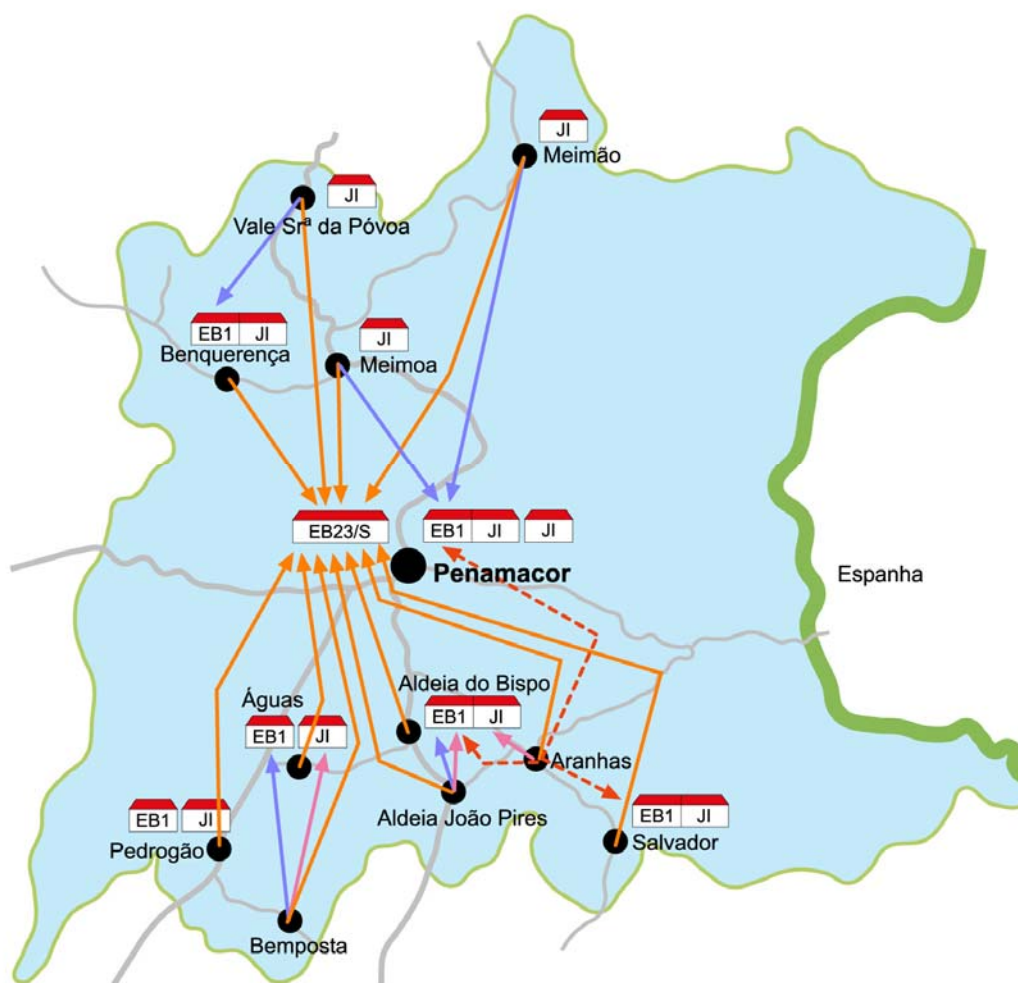 JI
Meimão
JI
Vale Srª da Póvoa
EB1 JI
Benquerença
JI
Meimoa
EB23/S
EB1 JI JI
Penamacor
Espanha
Aldeia do Bispo
EB1 JI
Águas
EB1 JI
Aranhas
Aldeia João Pires
EB1 JI
Salvador
EB1 JI
Pedrogão
Bemposta